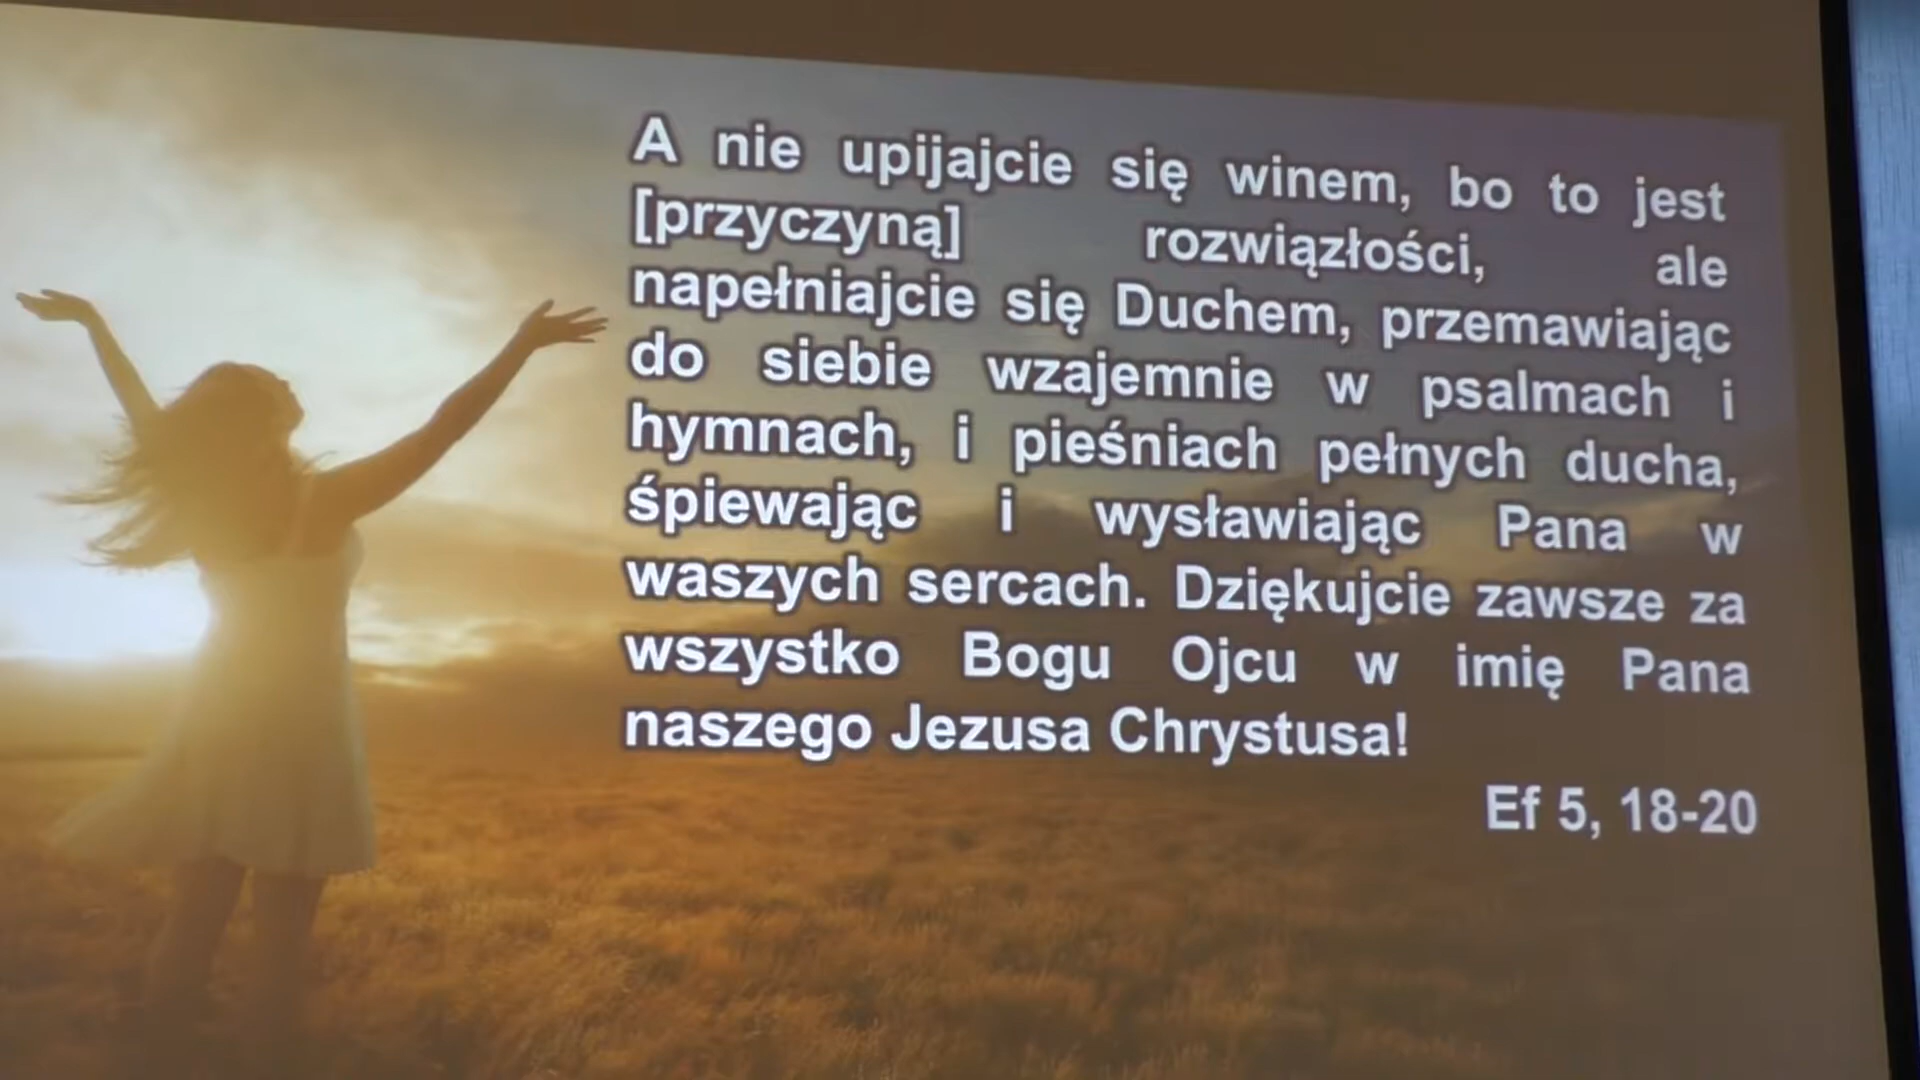 A nie upijajcie się winem, bo to jest
[przyczyną] rozwiązłości, ale
napełniajcie się Duchem, przemawiając
do siebie wzajemnie w psalmach i
hymnach, i pieśniach pełnych ducha,
śpiewając i wysławiając Pana w
waszych sercach. Dziękujcie zawsze za
wszystko Bogu Ojcu w imię Pana
naszego Jezusa Chrystusa!
Ef 5, 18-20